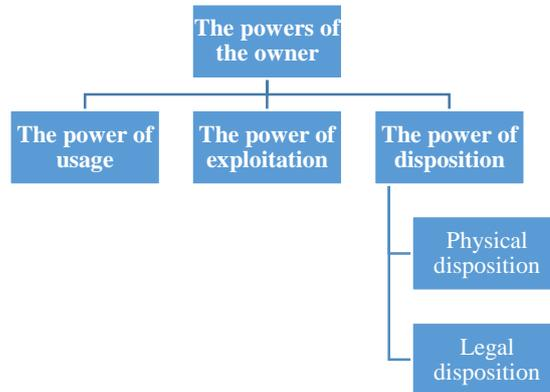 The powers of
the owner
The power of
usage
The power of
exploitation
The power of
disposition
Physical
disposition
Legal
disposition